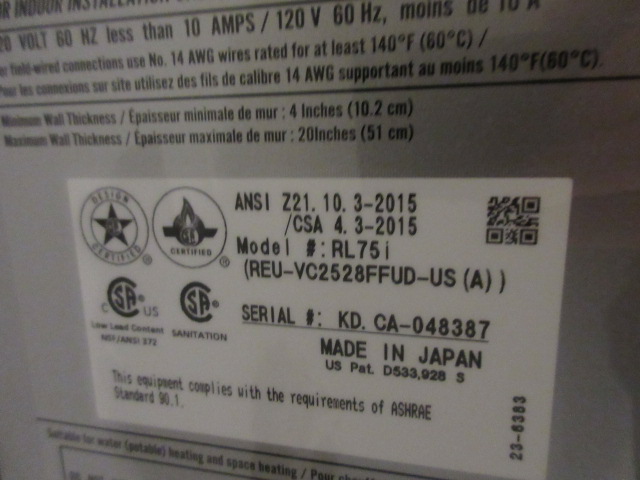 OR INDOOR INSTALLATION
20 VOLT 60 HZ less than 10 AMPS / 120 V 60 Hz, moins de 10 A
er field-wired connections use No. 14 AWG wires rated for at least 140°F (60°C) /
Pour les connexions sur site utilisez des fils de calibre 14 AWG supportant au moins 140°F(60°C).
Minimum Wall Thickness / Épaisseur minimale de mur : 4 Inches (10.2 cm)
Maximum Wall Thickness / Épaisseur maximale de mur : 20Inches (51 cm)
DESIGN
CERTIFIED
CERTIFIED
ANSI Z21. 10. 3-2015
/CSA 4. 3-2015
Model #:RL75i
(REU-VC2528FFUD-US (A) )
C SA US
Low Lead Content
NSF/ANSI 372
SA
SANITATION
SERIAL #: KD. CA-048387
MADE IN JAPAN
US Pat. D533,928 S
This equipment complies with the requirements of ASHRAE
Standard 90.1.
23-6383
Suitable for water (potable) heating and space heating / Pour